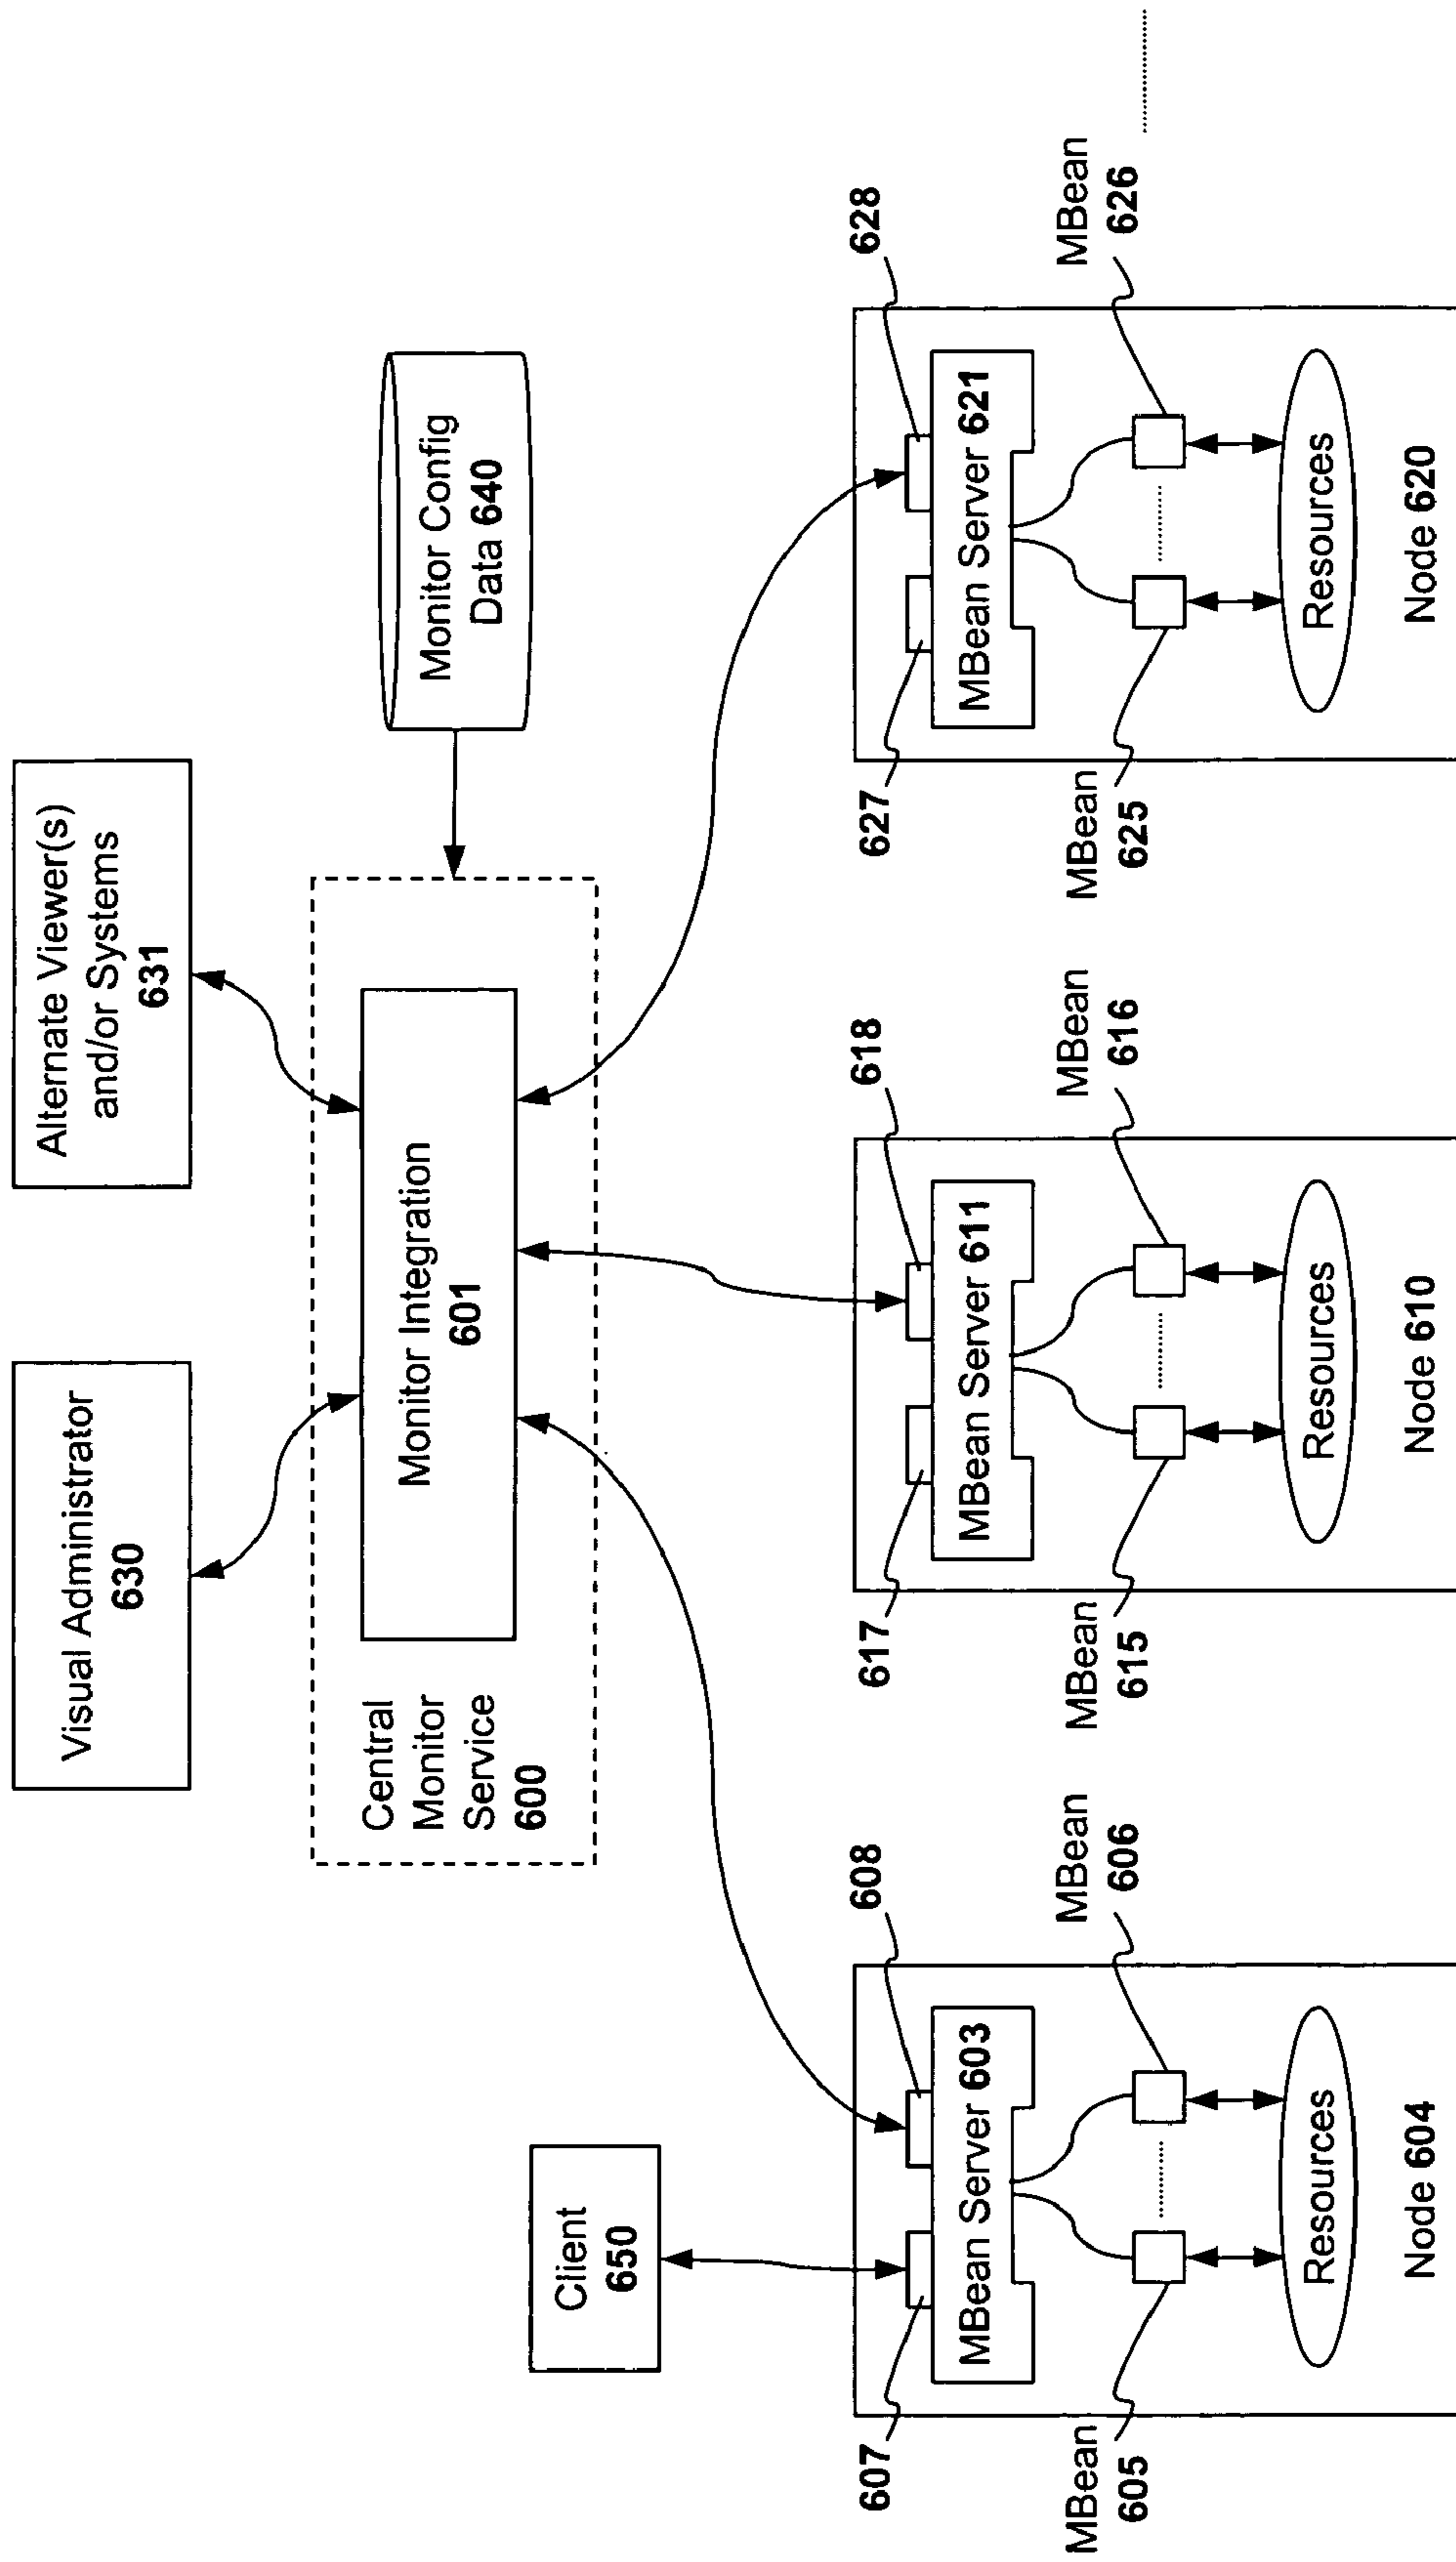 Visual Administrator
630
Alternate Viewer(s)
and/or Systems
631
Central
Monitor
Service
600
Monitor Integration
601
Monitor Config
Data 640
Client
650
607
608
617
618
627
628
MBean Server 603
MBean Server 611
MBean Server 621
MBean
605
MBean
606
MBean
615
MBean
616
MBean
625
MBean
626
Resources
Resources
Resources
Node 604
Node 610
Node 620